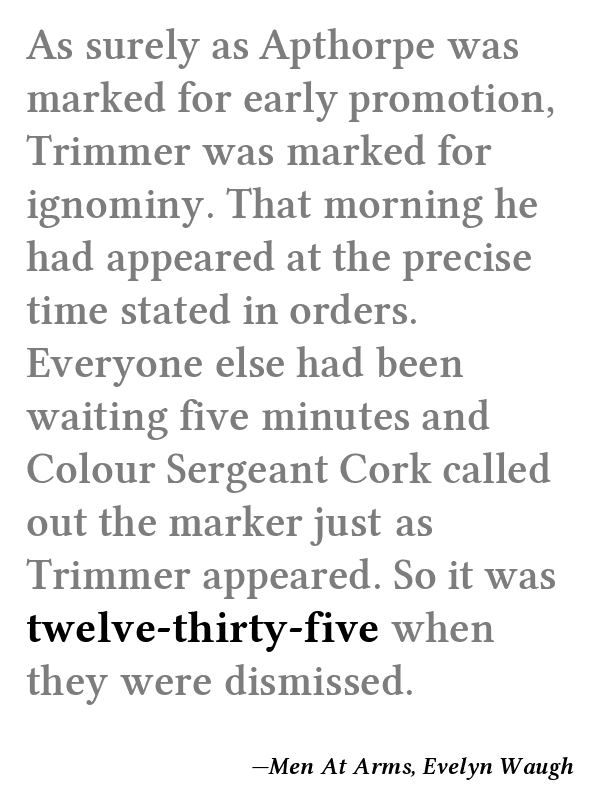 As surely as Apthorpe was
marked for early promotion,
Trimmer was marked for
ignominy. That morning he
had appeared at the precise
time stated in orders.
Everyone else had been
waiting five minutes and
Colour Sergeant Cork called
out the marker just as
Trimmer appeared. So it was
twelve-thirty-five when
they were dismissed.
—Men At Arms, Evelyn Waugh